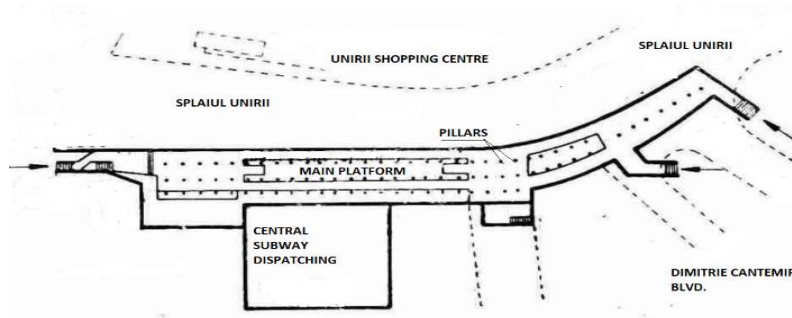 SPLAIUL UNIRII
UNIRII SHOPPING CENTRE
SPLAIUL UNIRII
PILLARS
MAIN PLATFORM
CENTRAL
SUBWAY
DISPATCHING
DIMITRIE CANTEMIR
BLVD.